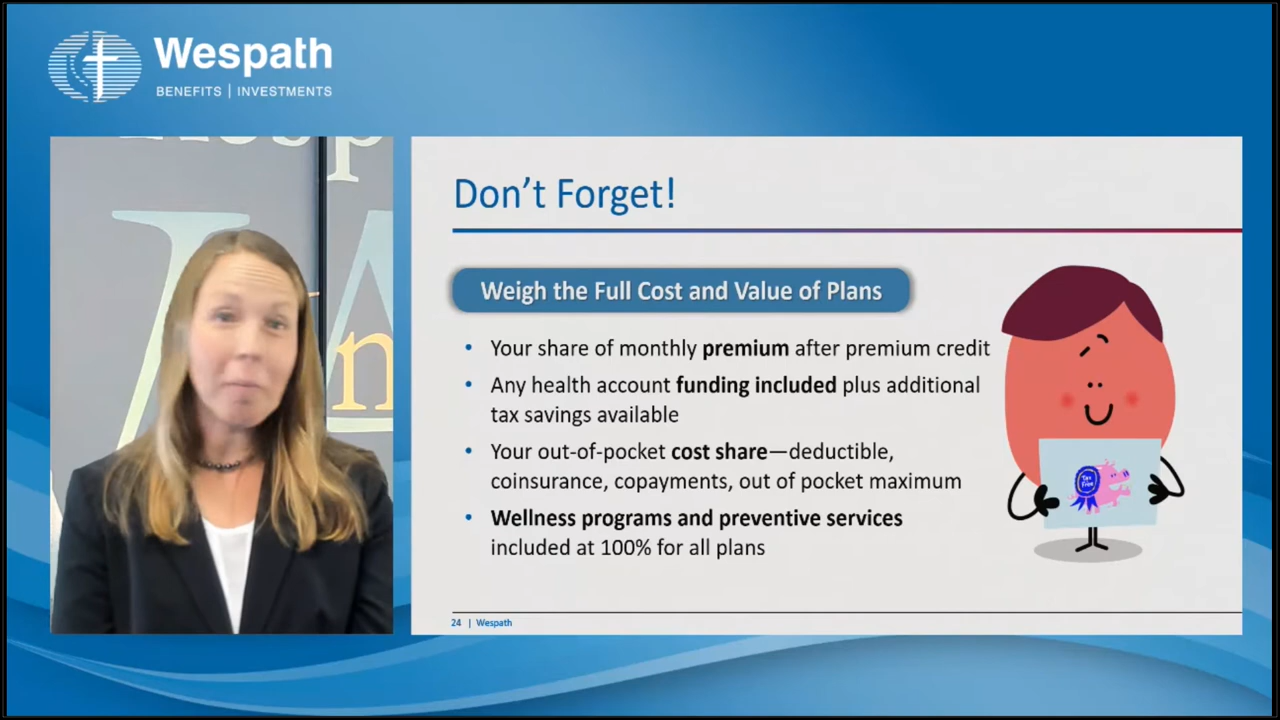 Wespath
BENEFITS | INVESTMENTS
Don’t Forget!
Weigh the Full Cost and Value of Plans
• Your share of monthly premium after premium credit
• Any health account funding included plus additional
tax savings available
• Your out-of-pocket cost share—deductible,
coinsurance, copayments, out of pocket maximum
• Wellness programs and preventive services
included at 100% for all plans
Tax
Free
24 | Wespath